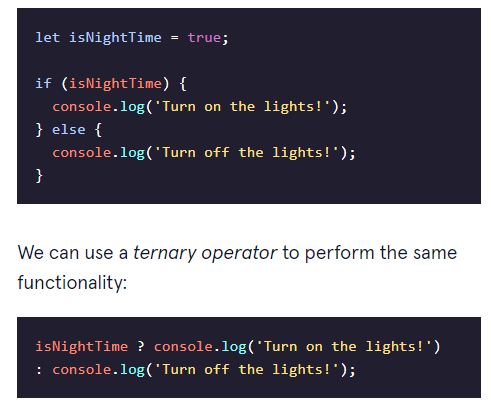 let isNightTime = true;

if (isNightTime) {
  console.log('Turn on the lights!');
} else {
  console.log('Turn off the lights!');
}

We can use a ternary operator to perform the same
functionality:

isNightTime ? console.log('Turn on the lights!')
: console.log('Turn off the lights!');